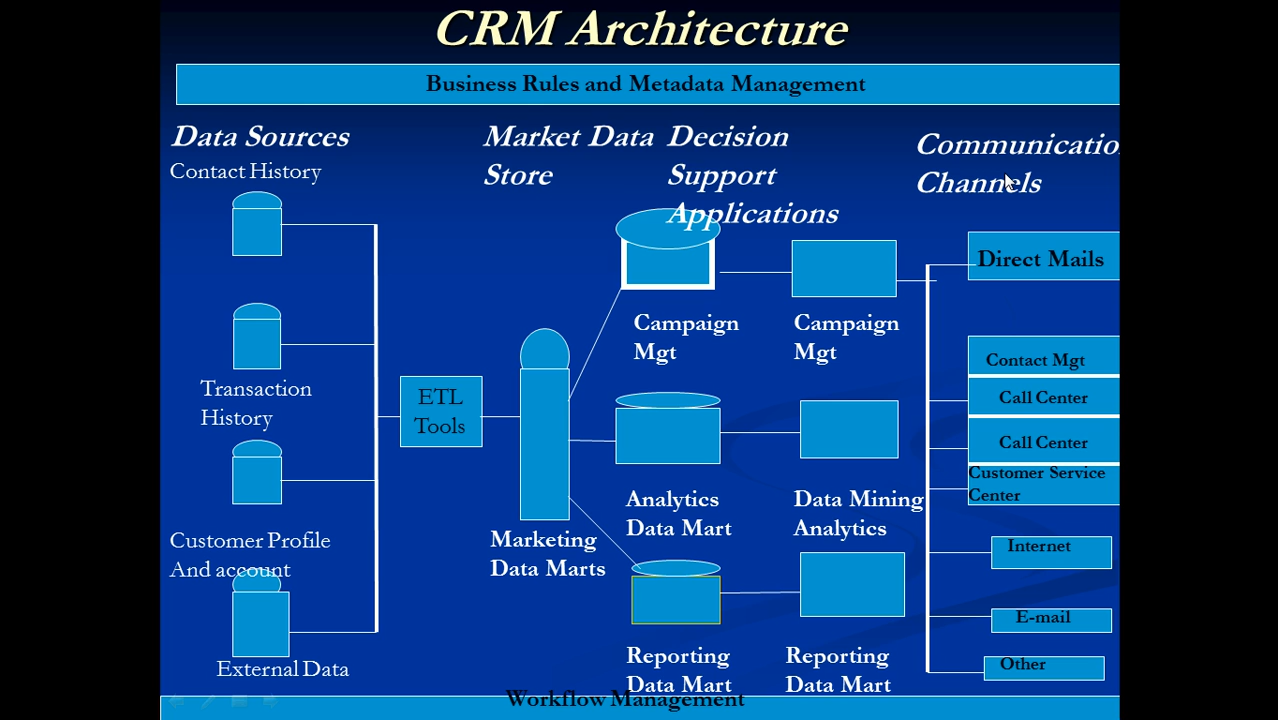 CRM Architecture
Business Rules and Metadata Management
Data Sources
Contact History
Transaction
History
Customer Profile
And account
External Data
ETL
Tools
Market Data
Store
Marketing
Data Marts
Decision
Support
Applications
Campaign
Mgt
Campaign
Mgt
Analytics
Data Mart
Data Mining
Analytics
Reporting
Data Mart
Reporting
Data Mart
Communicatio
Channels
Direct Mails
Contact Mgt
Call Center
Call Center
Customer Service
Center
Internet
E-mail
Other
Workflow Management